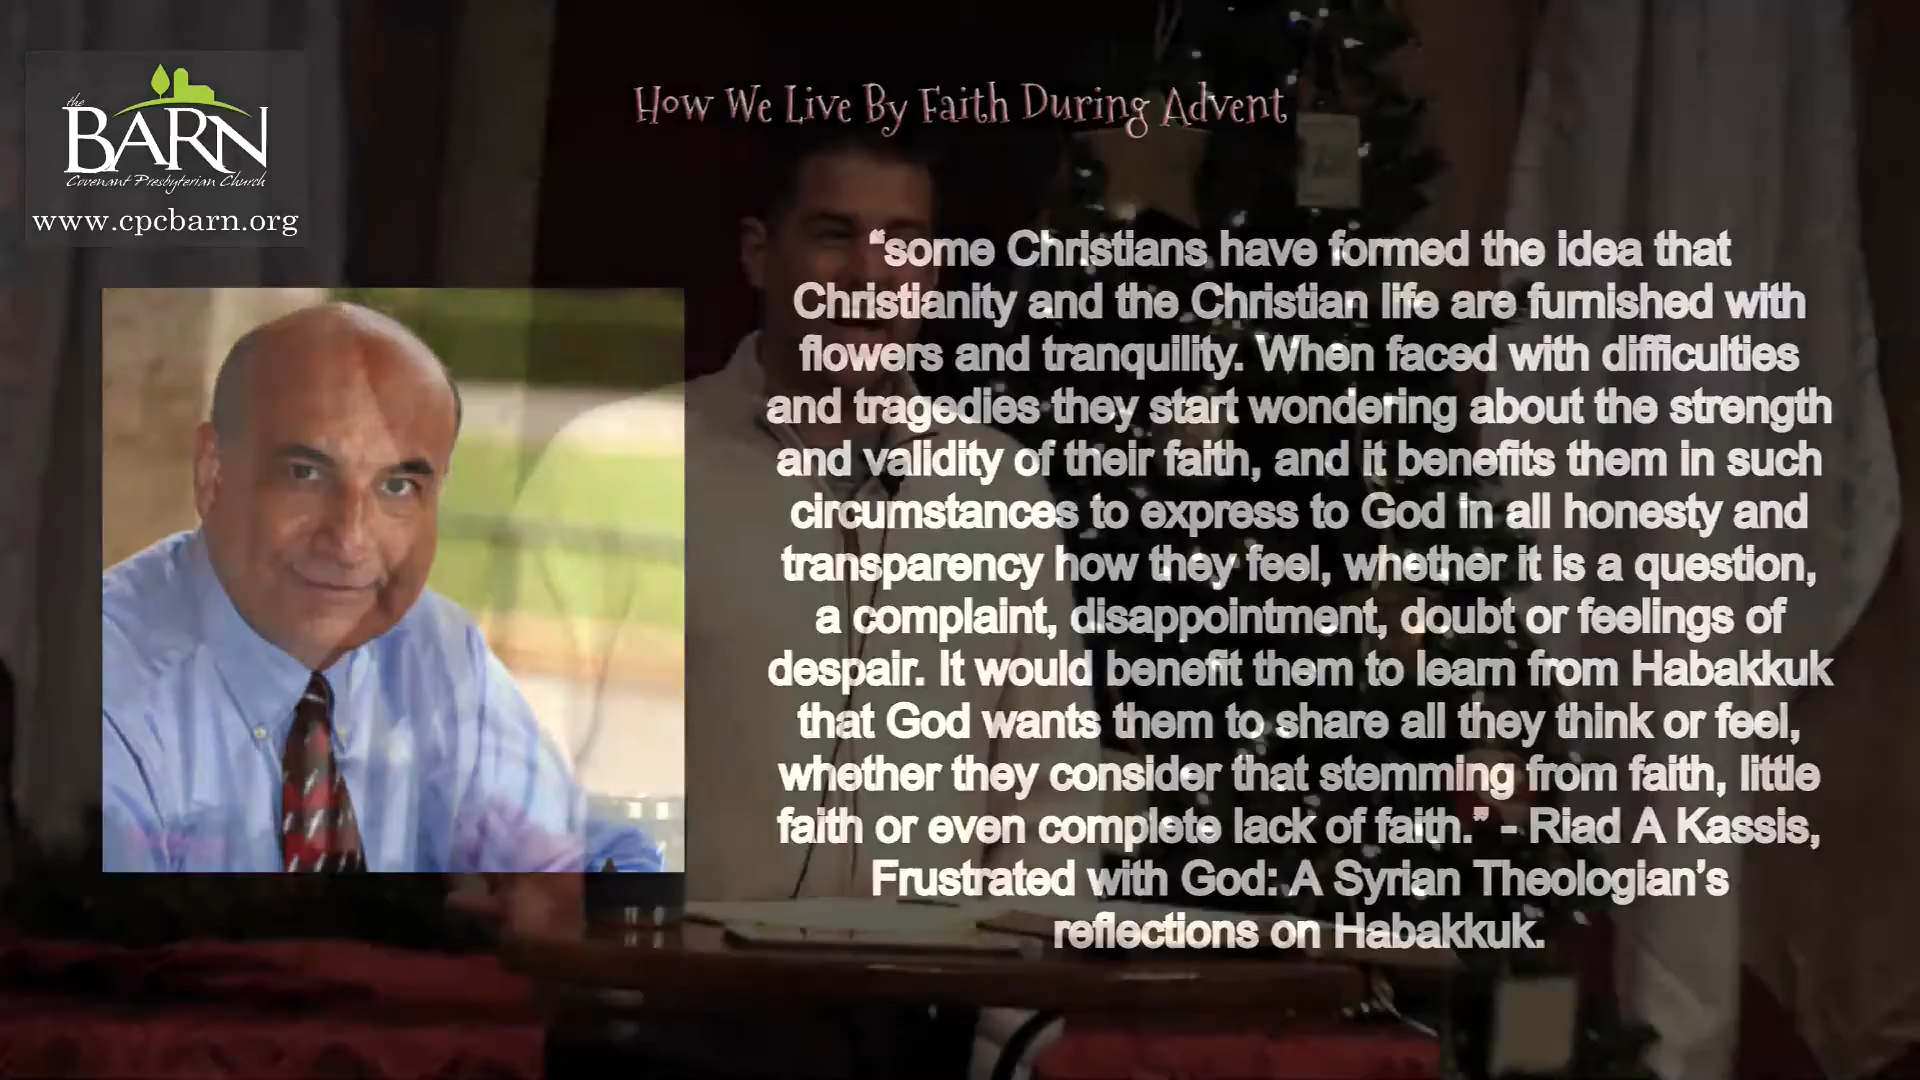 the
BARN
Covenant Presbyterian Church
www.cpcbarn.org
How We Live By Faith During Advent
“some Christians have formed the idea that
Christianity and the Christian life are furnished with
flowers and tranquility. When faced with difficulties
and tragedies they start wondering about the strength
and validity of their faith, and it benefits them in such
circumstances to express to God in all honesty and
transparency how they feel, whether it is a question,
a complaint, disappointment, doubt or feelings of
despair. It would benefit them to learn from Habakkuk
that God wants them to share all they think or feel,
whether they consider that stemming from faith, little
faith or even complete lack of faith.” - Riad A Kassis,
Frustrated with God: A Syrian Theologian’s
reflections on Habakkuk.